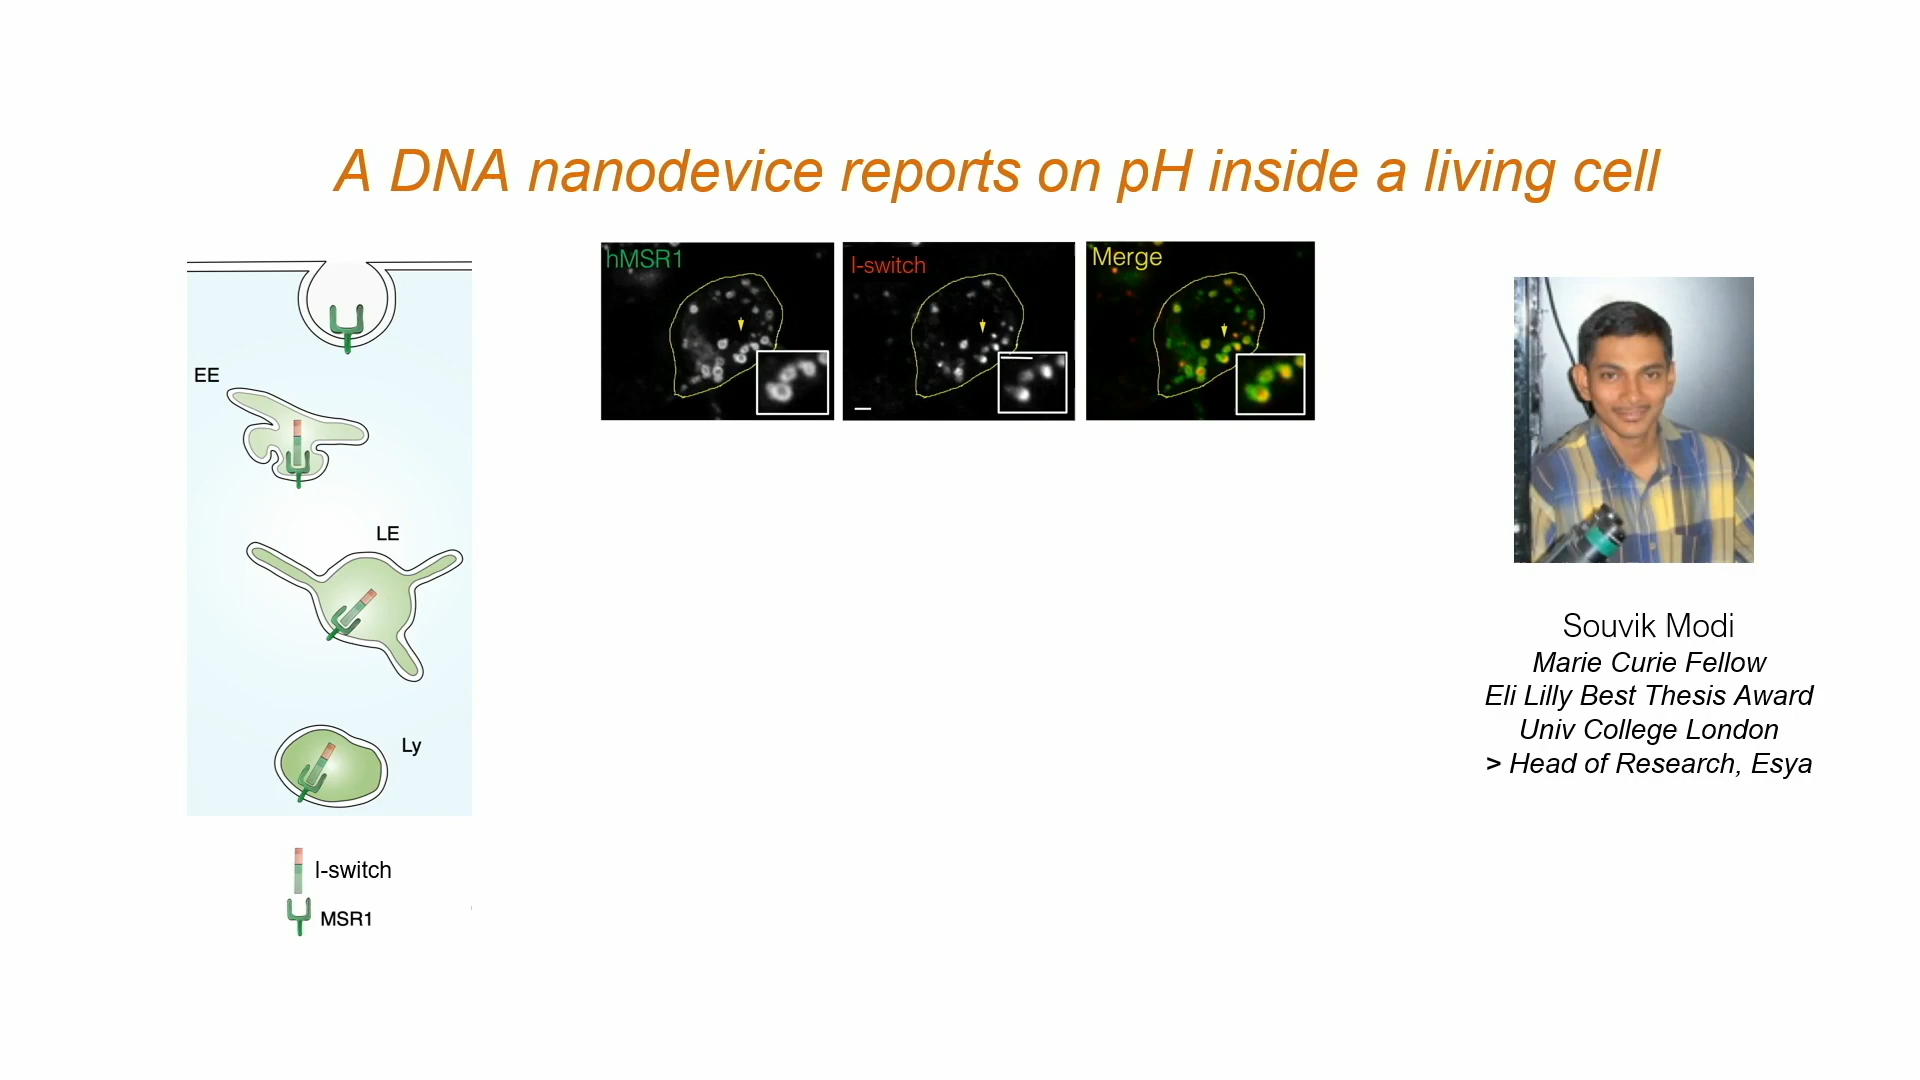 A DNA nanodevice reports on pH inside a living cell
hMSR1
I-switch
Merge
EE
LE
Ly
I-switch
MSR1
Souvik Modi
Marie Curie Fellow
Eli Lilly Best Thesis Award
Univ College London
> Head of Research, Esya